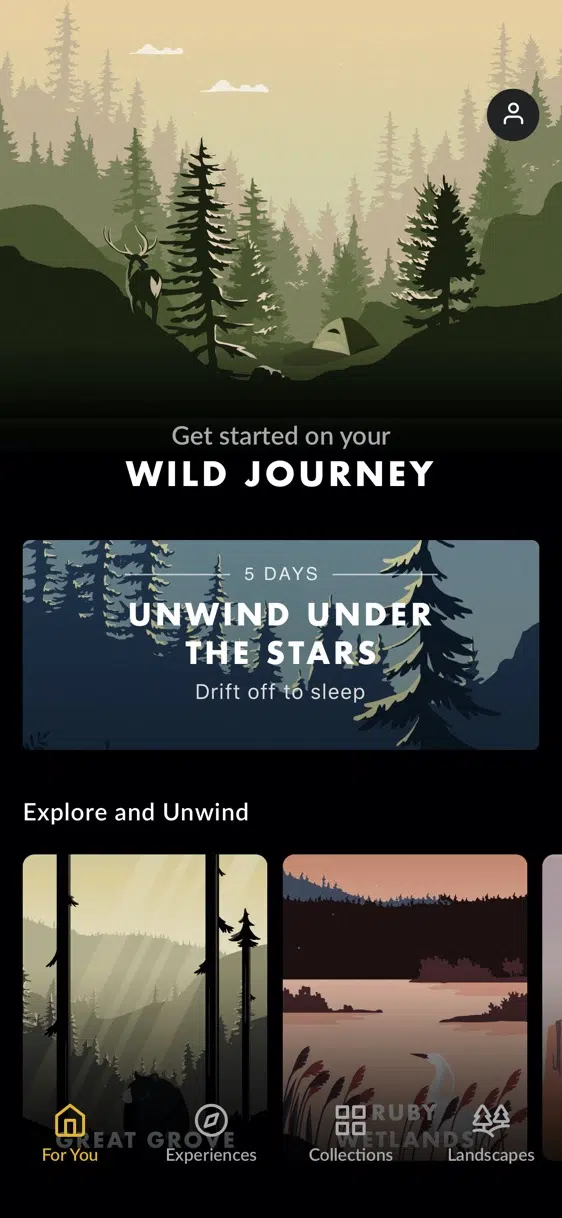 Get started on your
WILD JOURNEY
5 DAYS
UNWIND UNDER
THE STARS
Drift off to sleep
Explore and Unwind
GREAT GROVE
RUBY
WETLANDS
For You
Experiences
Collections
Landscapes